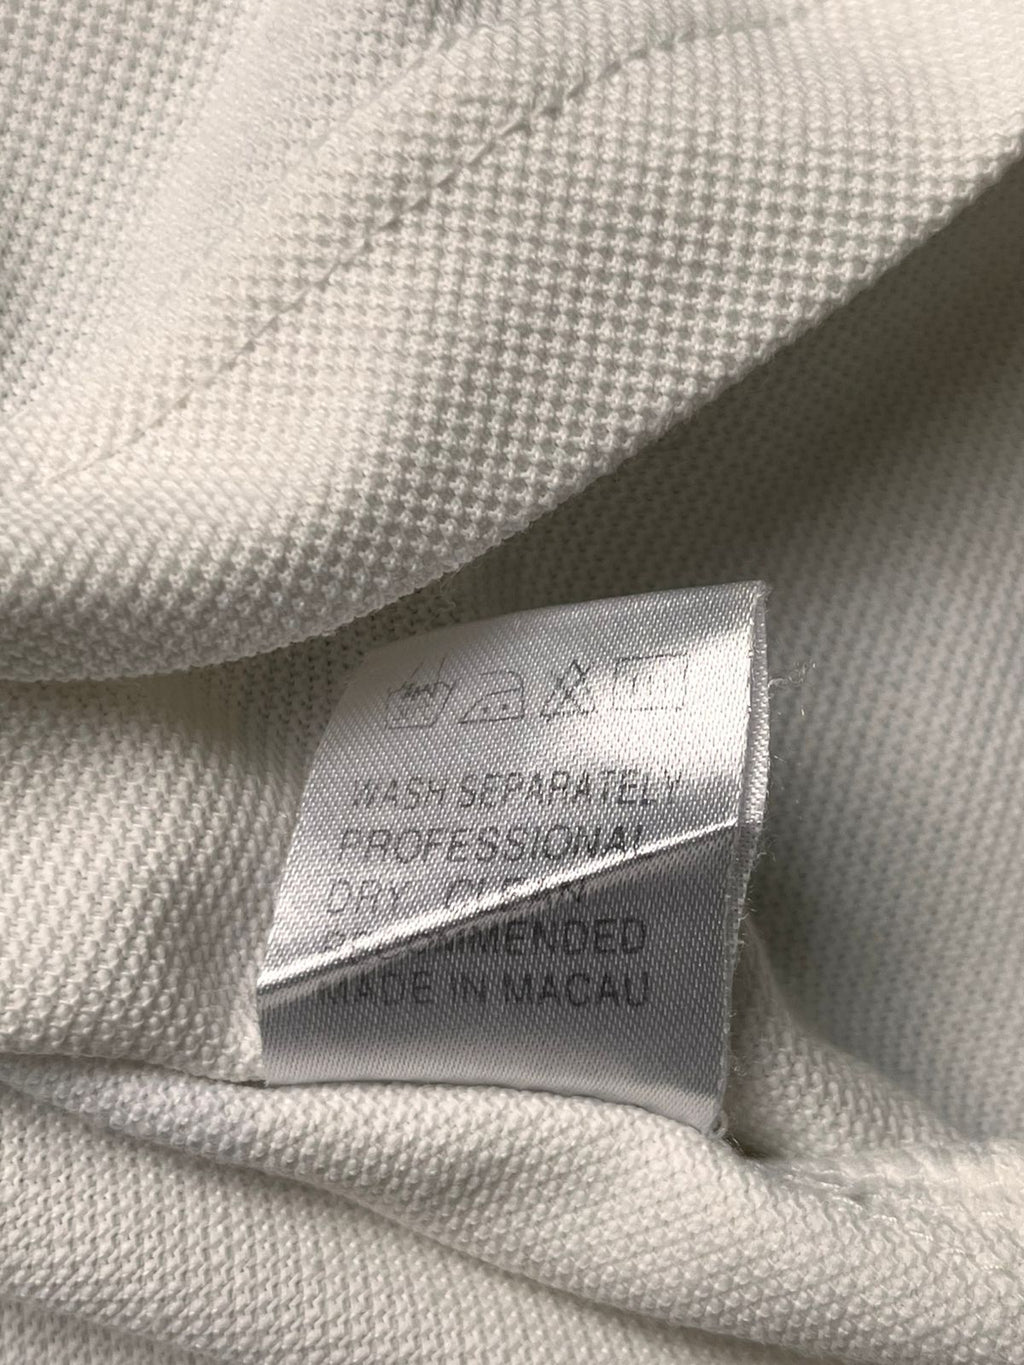 WASH SEPARATELY
PROFESSIONAL
DRY CLEAN
RECOMMENDED
MADE IN MACAU